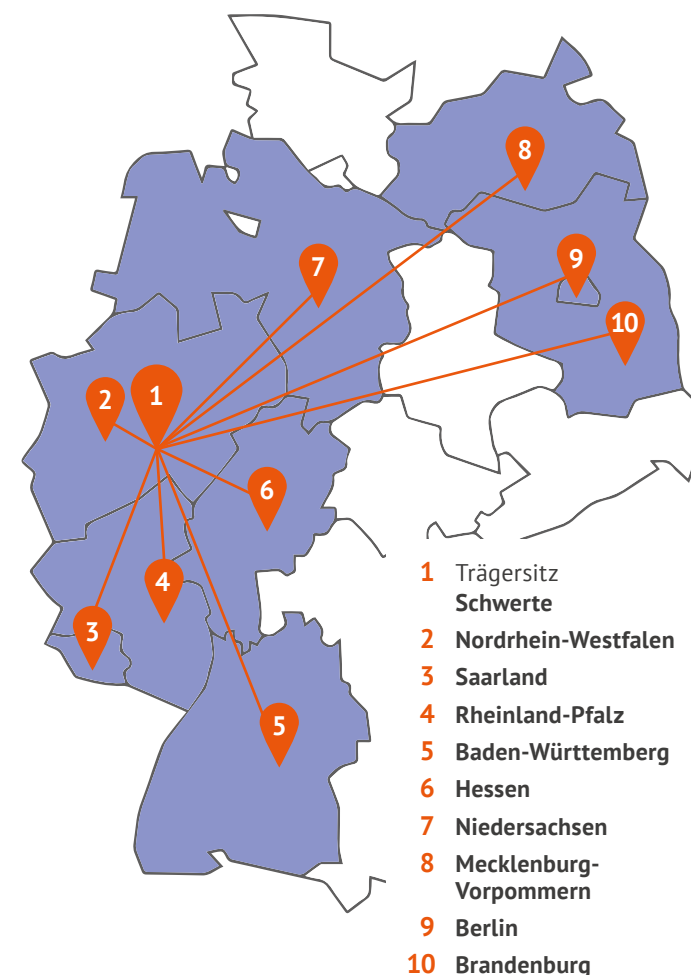 8
7
9
10
1
2
6
4
3
5
1 Trägersitz
Schwerte
2 Nordrhein-Westfalen
3 Saarland
4 Rheinland-Pfalz
5 Baden-Württemberg
6 Hessen
7 Niedersachsen
8 Mecklenburg-
Vorpommern
9 Berlin
10 Brandenburg